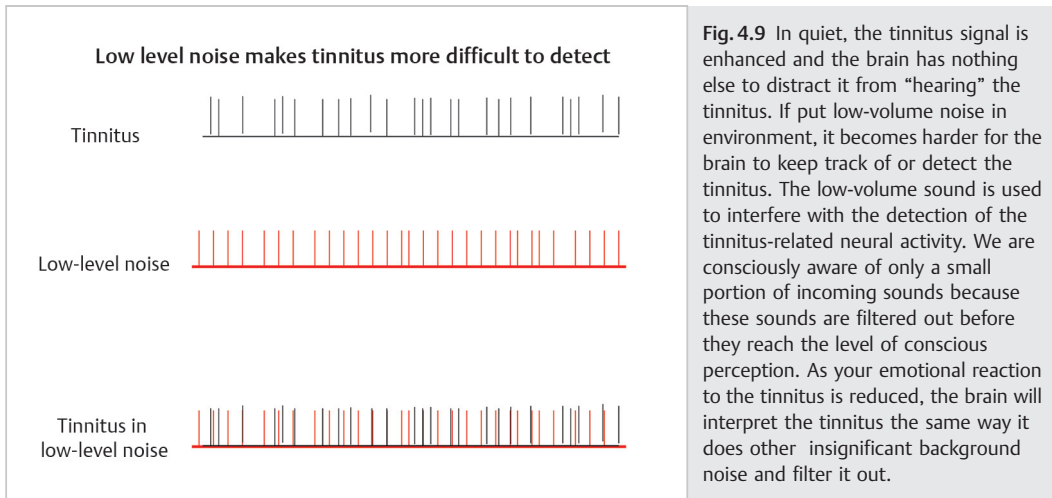 Low level noise makes tinnitus more difficult to detect
Tinnitus
Low-level noise
Tinnitus in
low-level noise
Fig. 4.9 In quiet, the tinnitus signal is
enhanced and the brain has nothing
else to distract it from “hearing” the
tinnitus. If put low-volume noise in
environment, it becomes harder for the
brain to keep track of or detect the
tinnitus. The low-volume sound is used
to interfere with the detection of the
tinnitus-related neural activity. We are
consciously aware of only a small
portion of incoming sounds because
these sounds are filtered out before
they reach the level of conscious
perception. As your emotional reaction
to the tinnitus is reduced, the brain will
interpret the tinnitus the same way it
does other insignificant background
noise and filter it out.